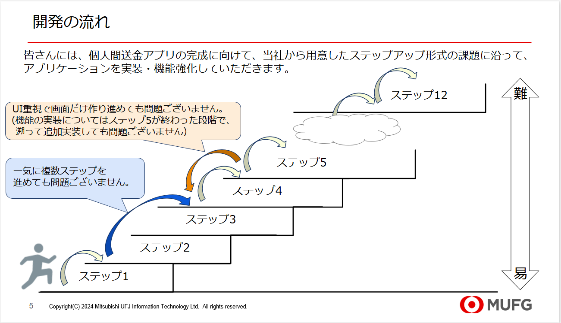 開発の流れ
皆さんには、個人間送金アプリの完成に向けて、当社から用意したステップアップ形式の課題に沿って、
アプリケーションを実装・機能強化していただきます。
ステップ12
難
UI重視で画面だけ作り進めても問題ございません。
(機能の実装についてはステップ5が終わった段階で、
遡って追加実装しても問題ございません)
ステップ5
一気に複数ステップを
進めても問題ございません。
ステップ4
ステップ3
ステップ2
ステップ1
易
5
Copyright(C) 2024 Mitsubishi UFJ Information Technology Ltd. All rights reserved.
MUFG